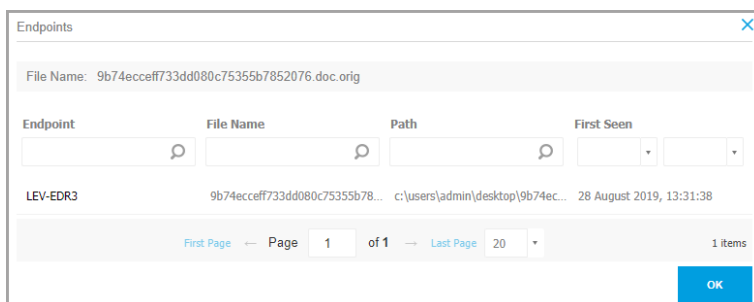 Endpoints
File Name: 9b74ecceff733dd080c75355b7852076.doc.orig
Endpoint File Name Path First Seen
LEV-EDR3 9b74ecceff733dd080c75355b78... c:\users\admin\desktop\9b74ec... 28 August 2019, 13:31:38
First Page ← Page 1 of 1 → Last Page 20 1 items
OK